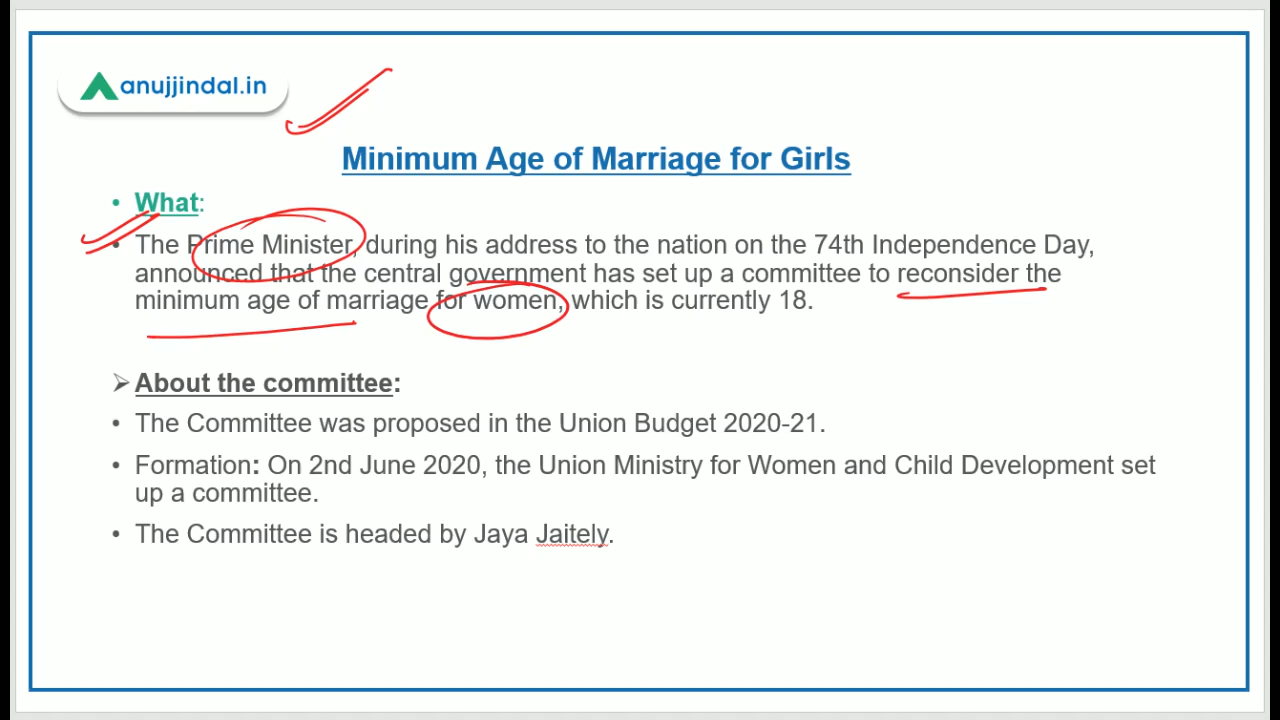 anujjindal.in
Minimum Age of Marriage for Girls
• What:
• The Prime Minister, during his address to the nation on the 74th Independence Day,
announced that the central government has set up a committee to reconsider the
minimum age of marriage for women, which is currently 18.
➢ About the committee:
• The Committee was proposed in the Union Budget 2020-21.
• Formation: On 2nd June 2020, the Union Ministry for Women and Child Development set
up a committee.
• The Committee is headed by Jaya Jaitely.